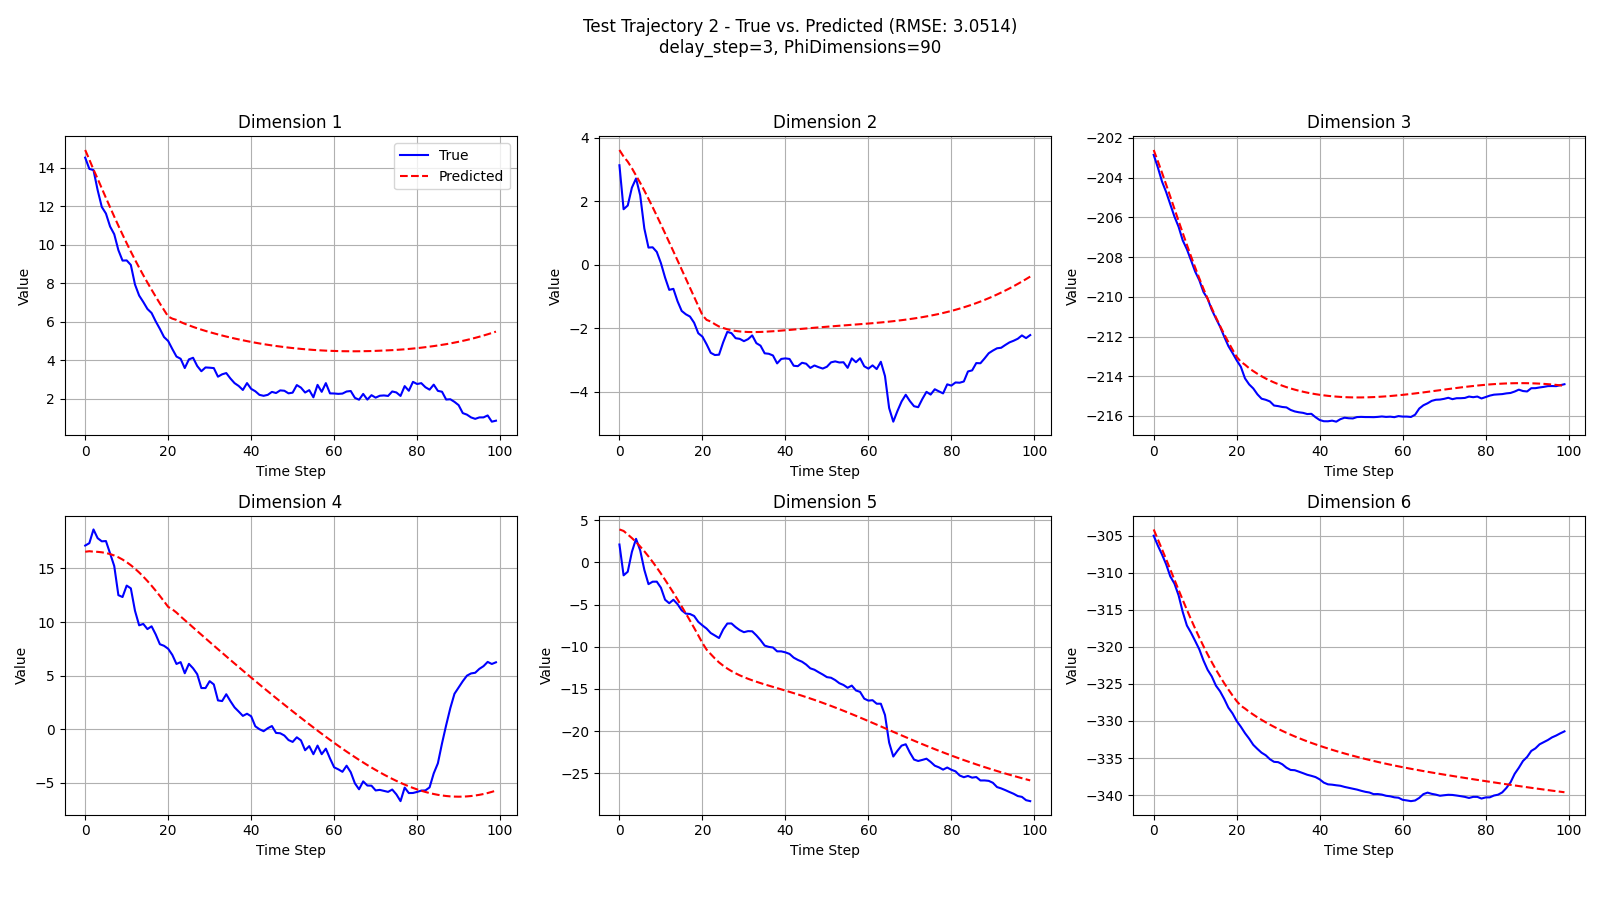 Test Trajectory 2 - True vs. Predicted (RMSE: 3.0514)
delay_step=3, PhiDimensions=90
Dimension 1
True
Predicted
Value
14
12
10
8
6
4
2
0 20 40 60 80 100
Time Step
Dimension 2
Value
4
2
0
−2
−4
0 20 40 60 80 100
Time Step
Dimension 3
Value
−202
−204
−206
−208
−210
−212
−214
−216
0 20 40 60 80 100
Time Step
Dimension 4
Value
15
10
5
0
−5
0 20 40 60 80 100
Time Step
Dimension 5
Value
5
0
−5
−10
−15
−20
−25
0 20 40 60 80 100
Time Step
Dimension 6
Value
−305
−310
−315
−320
−325
−330
−335
−340
0 20 40 60 80 100
Time Step